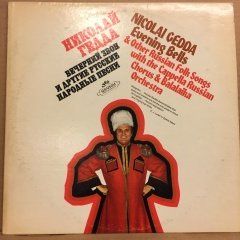 НИКОЛАЙ
ГЕДДА
ВЕЧЕРНИЙ ЗВОН
И ДРУГИЕ РУССКИЕ
НАРОДНЫЕ ПЕСНИ
NICOLAI GEDDA
Evening Bells
& Other Russian Folk Songs
with the Cappella Russian
Chorus & Balalaika
Orchestra